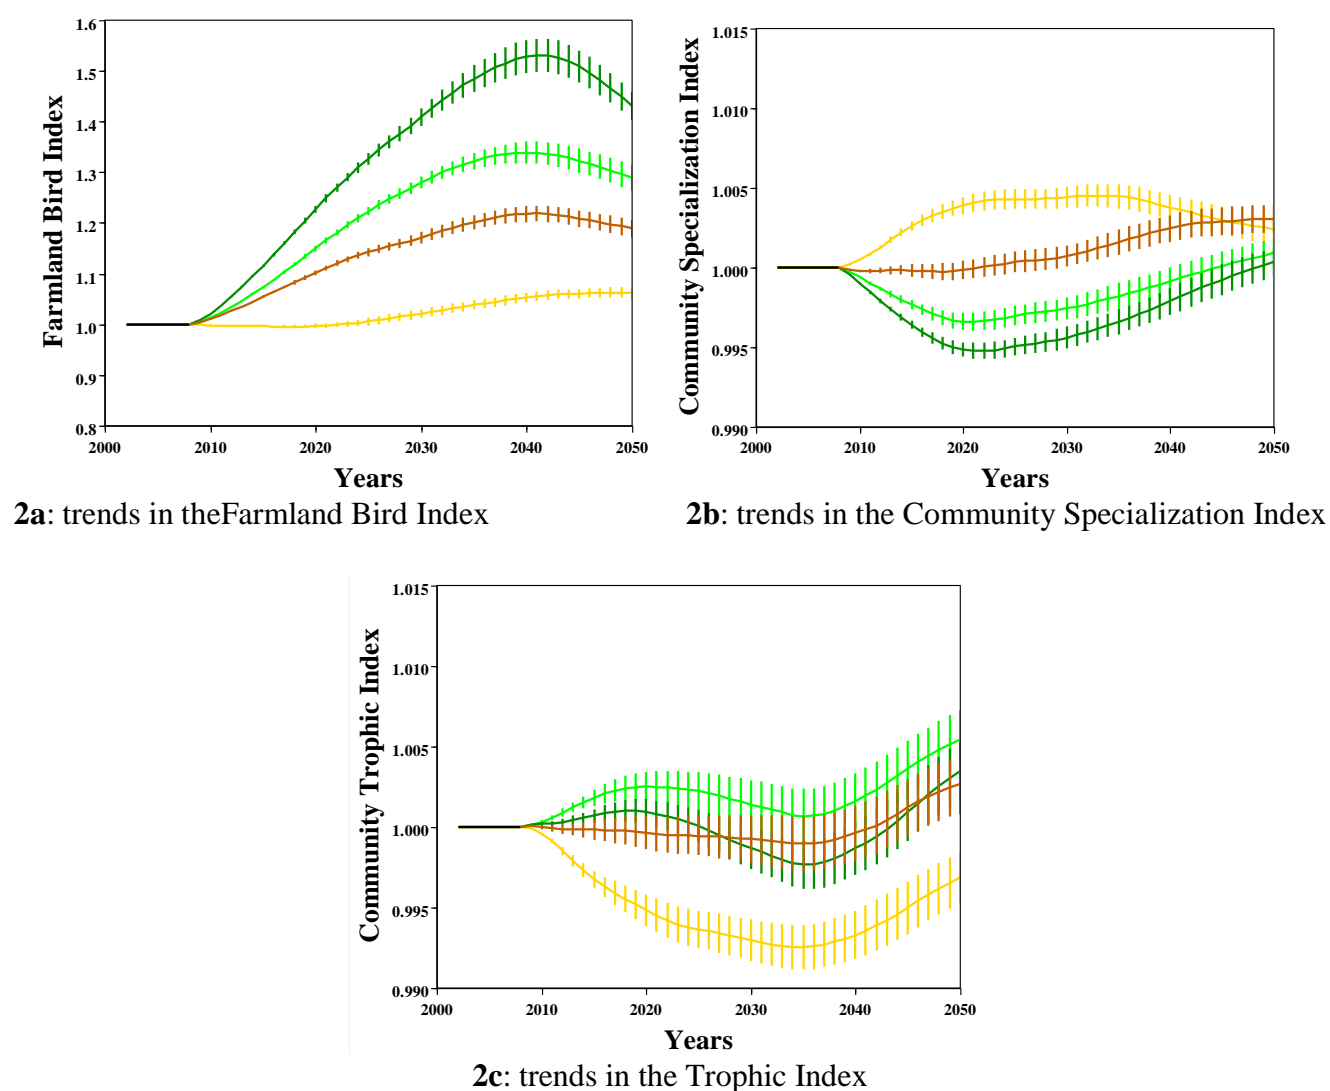 Farmland Bird Index
1.6
1.5
1.4
1.3
1.2
1.1
1.0
0.9
0.8
2000 2010 2020 2030 2040 2050
Years
2a: trends in theFarmland Bird Index
Community Specialization Index
1.015
1.010
1.005
1.000
0.995
0.990
2000 2010 2020 2030 2040 2050
Years
2b: trends in the Community Specialization Index
Community Trophic Index
1.015
1.010
1.005
1.000
0.995
0.990
2000 2010 2020 2030 2040 2050
Years
2c: trends in the Trophic Index